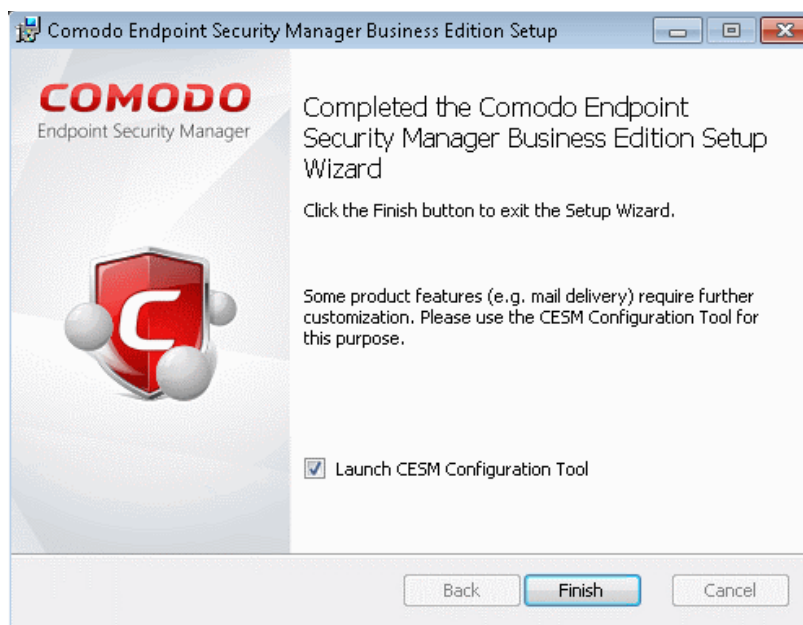 Comodo Endpoint Security Manager Business Edition Setup
COMODO
Endpoint Security Manager
Completed the Comodo Endpoint
Security Manager Business Edition Setup
Wizard
Click the Finish button to exit the Setup Wizard.
Some product features (e.g. mail delivery) require further
customization. Please use the CESM Configuration Tool for
this purpose.
C
Launch CESM Configuration Tool
Back Finish Cancel